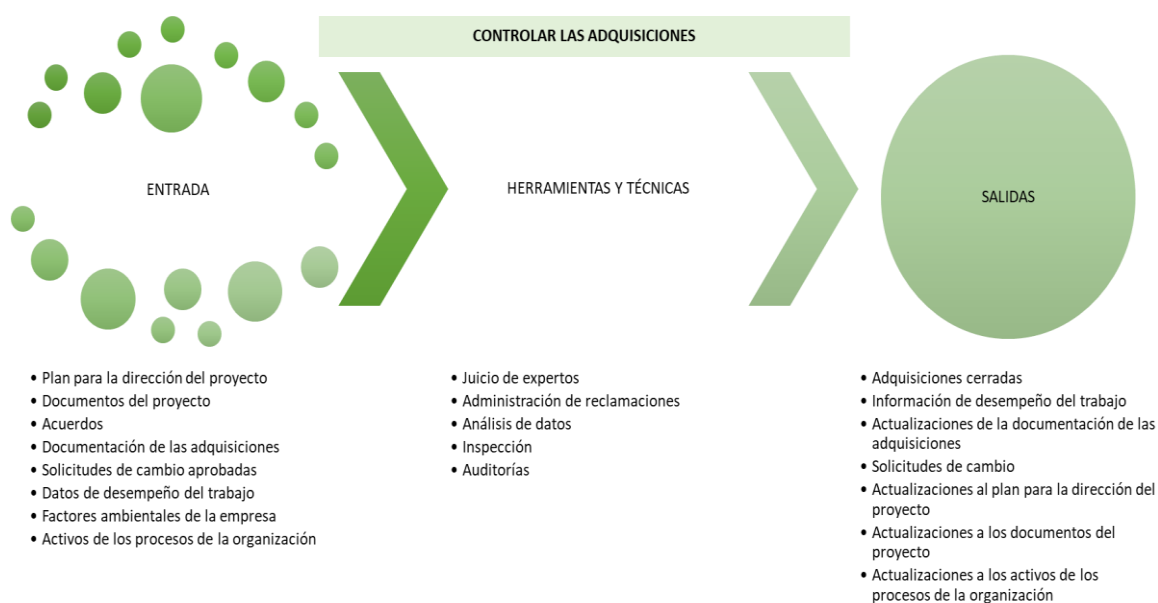 CONTROLAR LAS ADQUISICIONES
ENTRADA
HERRAMIENTAS Y TÉCNICAS
SALIDAS
• Plan para la dirección del proyecto
• Documentos del proyecto
• Acuerdos
• Documentación de las adquisiciones
• Solicitudes de cambio aprobadas
• Datos de desempeño del trabajo
• Factores ambientales de la empresa
• Activos de los procesos de la organización
• Juicio de expertos
• Administración de reclamaciones
• Análisis de datos
• Inspección
• Auditorías
• Adquisiciones cerradas
• Información de desempeño del trabajo
• Actualizaciones de la documentación de las
adquisiciones
• Solicitudes de cambio
• Actualizaciones al plan para la dirección del
proyecto
• Actualizaciones a los documentos del
proyecto
• Actualizaciones a los activos de los
procesos de la organización